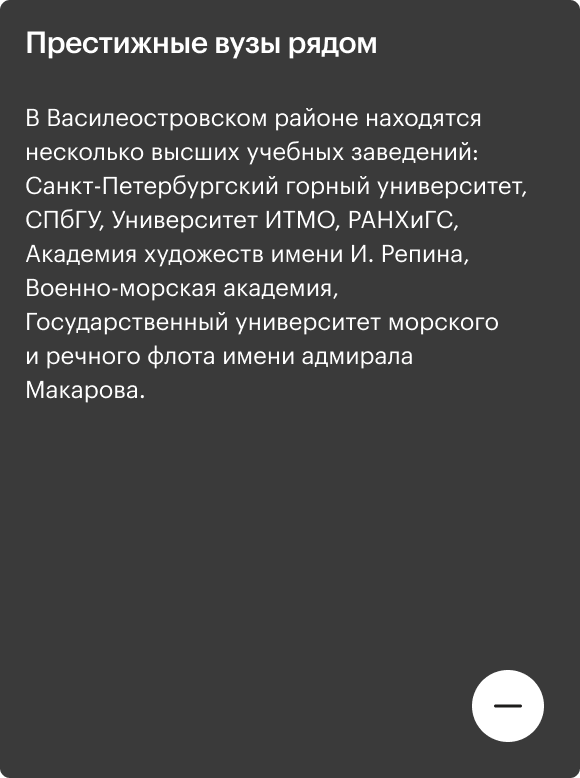 Престижные вузы рядом
В Василеостровском районе находятся
несколько высших учебных заведений:
Санкт-Петербургский горный университет,
СПбГУ, Университет ИТМО, РАНХиГС,
Академия художеств имени И. Репина,
Военно-морская академия,
Государственный университет морского
и речного флота имени адмирала
Макарова.